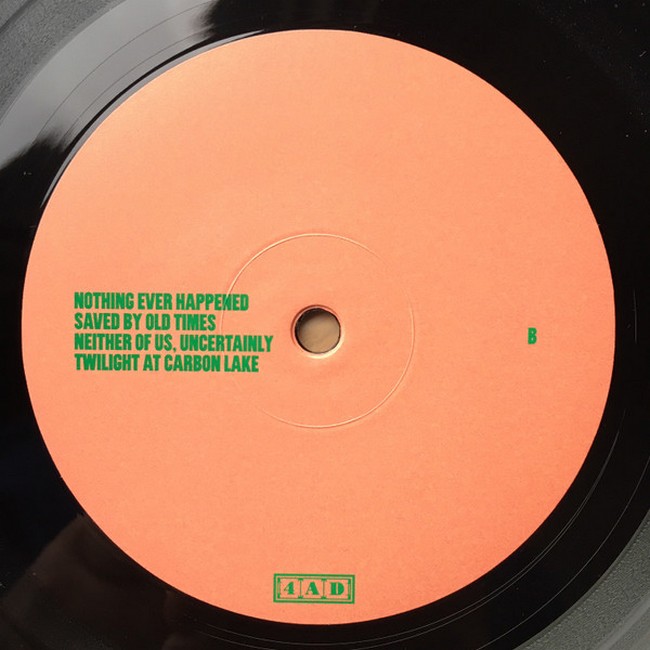 NOTHING EVER HAPPENED
SAVED BY OLD TIMES
NEITHER OF US, UNCERTAINLY
TWILIGHT AT CARBON LAKE
B
4AD